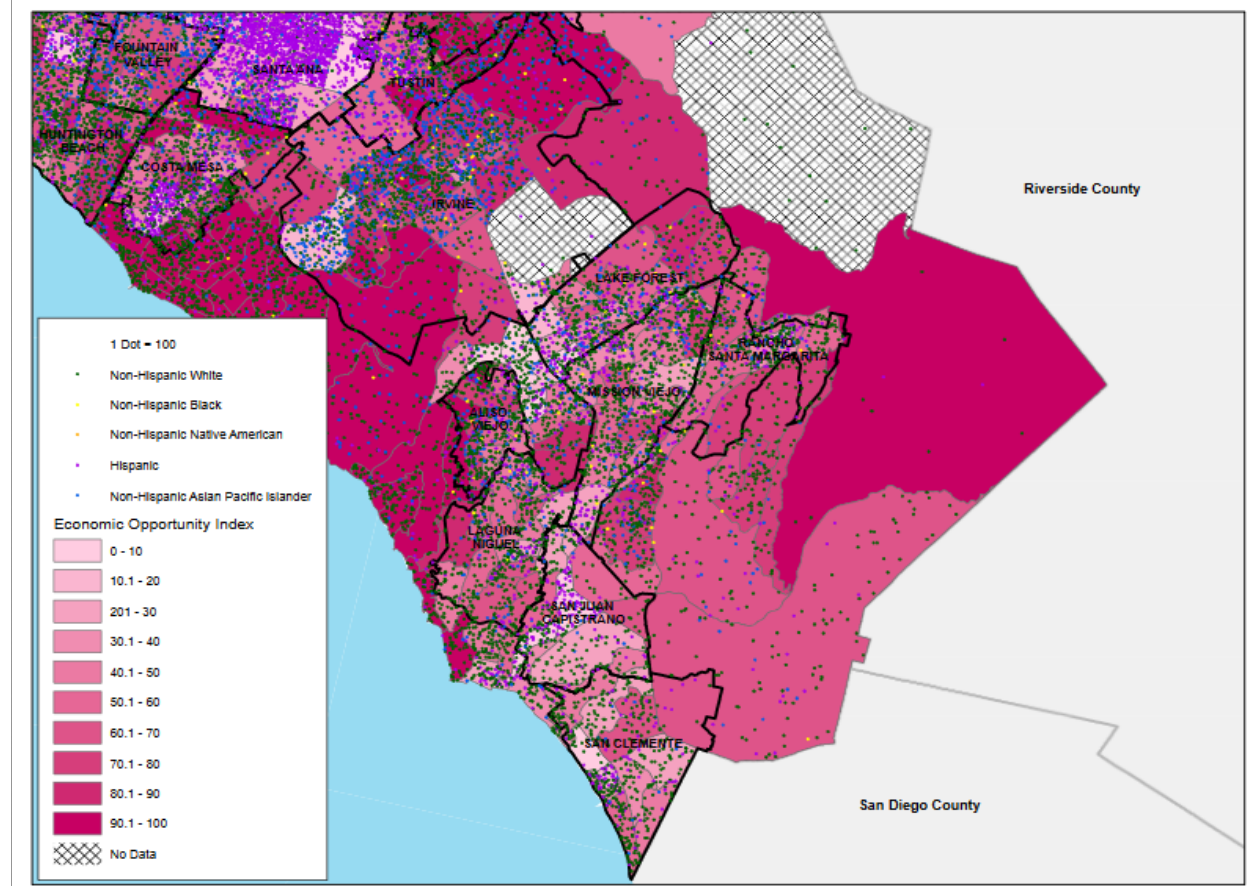 FOUNTAIN
VALLEY
SANTA ANA
TUSTIN
HUNTINGTON
BEACH
COSTA MESA
IRVINE
Riverside County
LAKE FOREST
RANCHO
SANTA MARGARITA
MISSION VIEJO
ALISO
VIEJO
LAGUNA
NIGUEL
SAN JUAN
CAPISTRANO
SAN CLEMENTE
San Diego County
1 Dot = 100
Non-Hispanic White
Non-Hispanic Black
Non-Hispanic Native American
Hispanic
Non-Hispanic Asian Pacific Islander
Economic Opportunity Index
0 - 10
10.1 - 20
201 - 30
30.1 - 40
40.1 - 50
50.1 - 60
60.1 - 70
70.1 - 80
80.1 - 90
90.1 - 100
No Data